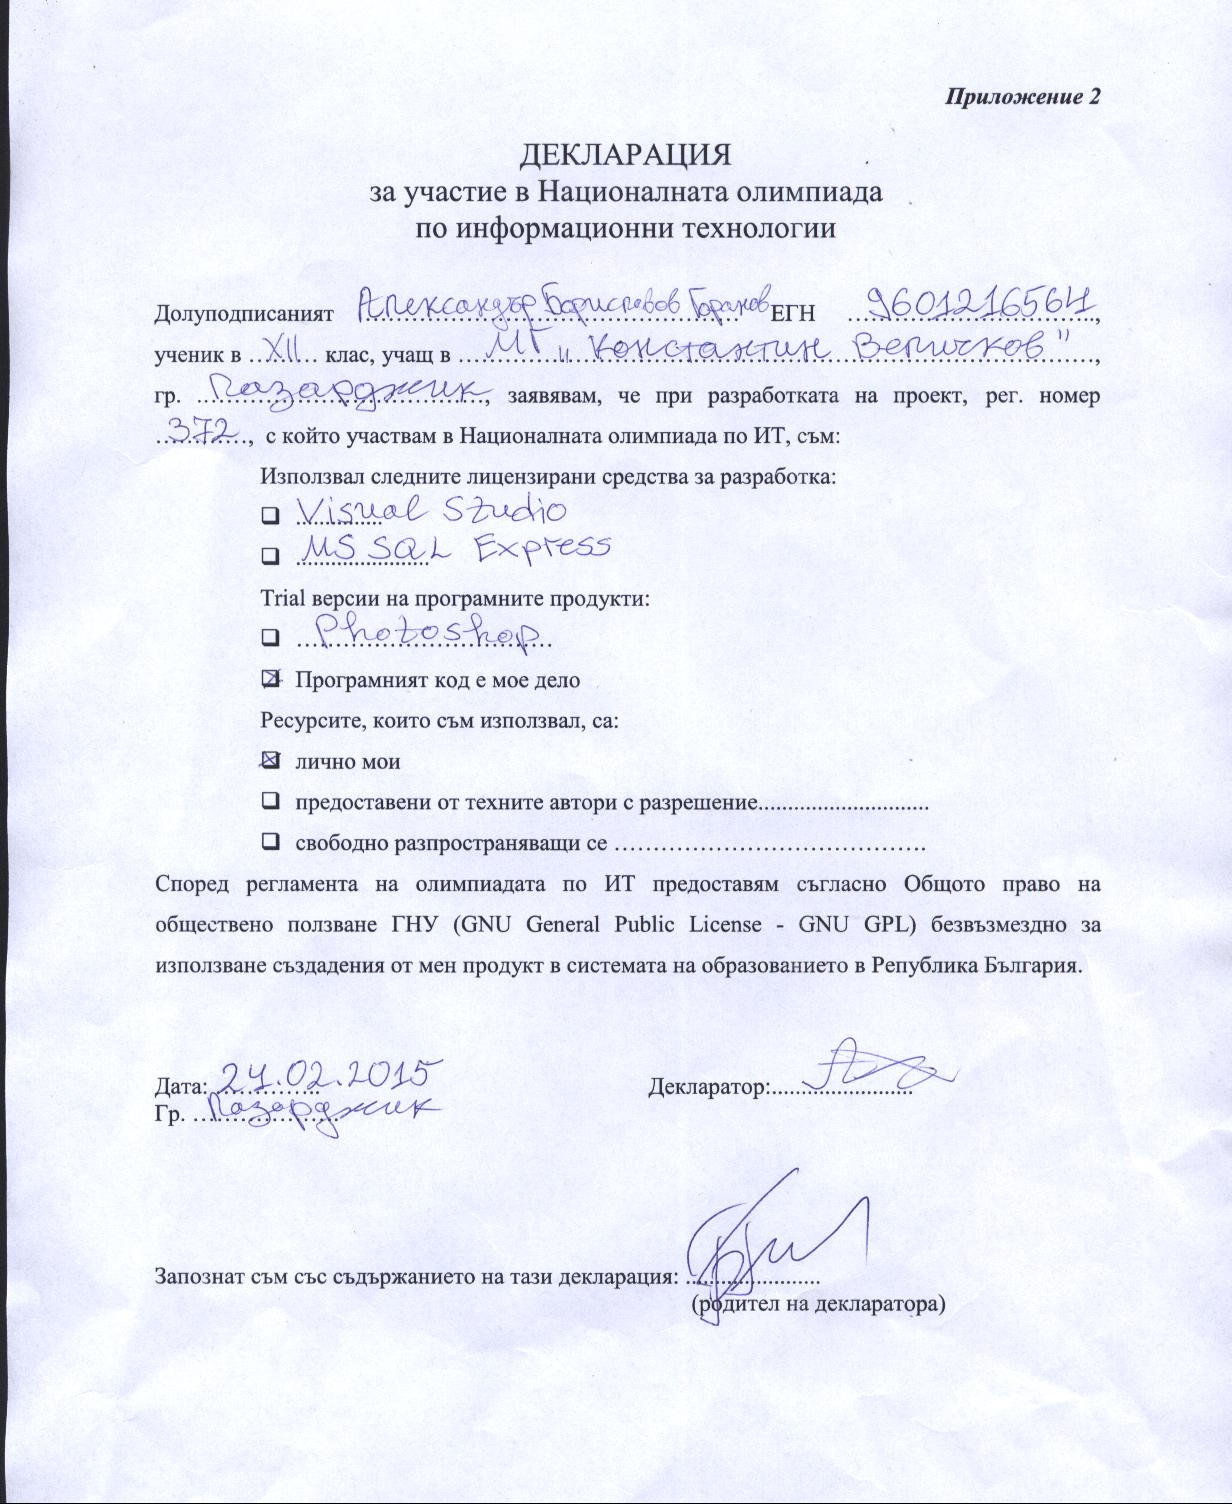 Приложение 2
ДЕКЛАРАЦИЯ
за участие в Националната олимпиада
по информационни технологии
Долуподписаният Александър Бориславов Горанов ЕГН 9601216564,
ученик в XII клас, учащ в МГ „Константин Величков",
гр. Пазарджик, заявявам, че при разработката на проект, рег. номер
372, с който участвам в Националната олимпиада по ИТ, съм:
Използвал следните лицензирани средства за разработка:
Visual Studio
MS SQL Express
Trial версии на програмните продукти:
Photoshop
Програмният код е мое дело
Ресурсите, които съм използвал, са:
лично мои
предоставени от техните автори с разрешение.............................
свободно разпространяващи се ………………………………….
Според регламента на олимпиадата по ИТ предоставям съгласно Общото право на
обществено ползване ГНУ (GNU General Public License - GNU GPL) безвъзмездно за
използване създадения от мен продукт в системата на образованието в Република България.
Дата: 24.02.2015 Декларатор:........................
Гр. Пазарджик
Запознат съм със съдържанието на тази декларация: .......................
(родител на декларатора)